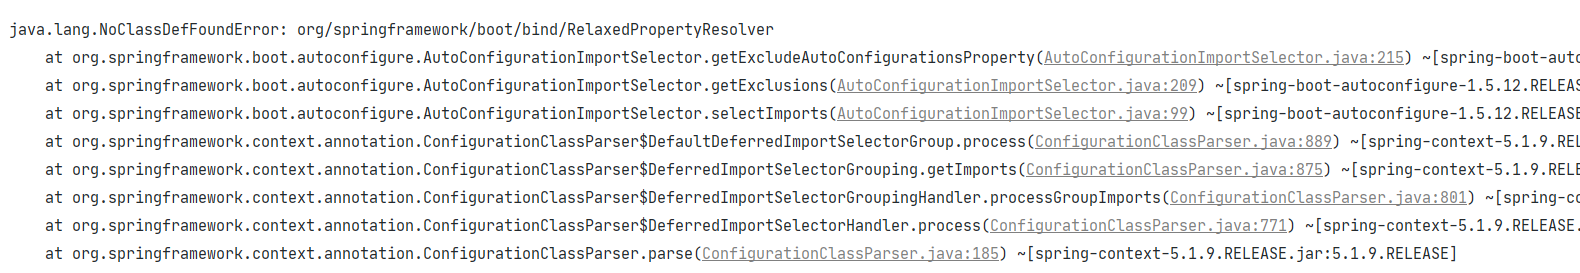 java.lang.NoClassDefFoundError: org/springframework/boot/bind/RelaxedPropertyResolver
at org.springframework.boot.autoconfigure.AutoConfigurationImportSelector.getExcludeAutoConfigurationsProperty(AutoConfigurationImportSelector.java:215) ~[spring-boot-auto
at org.springframework.boot.autoconfigure.AutoConfigurationImportSelector.getExclusions(AutoConfigurationImportSelector.java:209) ~[spring-boot-autoconfigure-1.5.12.RELEAS
at org.springframework.boot.autoconfigure.AutoConfigurationImportSelector.selectImports(AutoConfigurationImportSelector.java:99) ~[spring-boot-autoconfigure-1.5.12.RELEASE
at org.springframework.context.annotation.ConfigurationClassParser$DefaultDeferredImportSelectorGroup.process(ConfigurationClassParser.java:889) ~[spring-context-5.1.9.REL
at org.springframework.context.annotation.ConfigurationClassParser$DeferredImportSelectorGrouping.getImports(ConfigurationClassParser.java:875) ~[spring-context-5.1.9.RELE
at org.springframework.context.annotation.ConfigurationClassParser$DeferredImportSelectorGroupingHandler.processGroupImports(ConfigurationClassParser.java:801) ~[spring-co
at org.springframework.context.annotation.ConfigurationClassParser$DeferredImportSelectorHandler.process(ConfigurationClassParser.java:771) ~[spring-context-5.1.9.RELEASE.
at org.springframework.context.annotation.ConfigurationClassParser.parse(ConfigurationClassParser.java:185) ~[spring-context-5.1.9.RELEASE.jar:5.1.9.RELEASE]